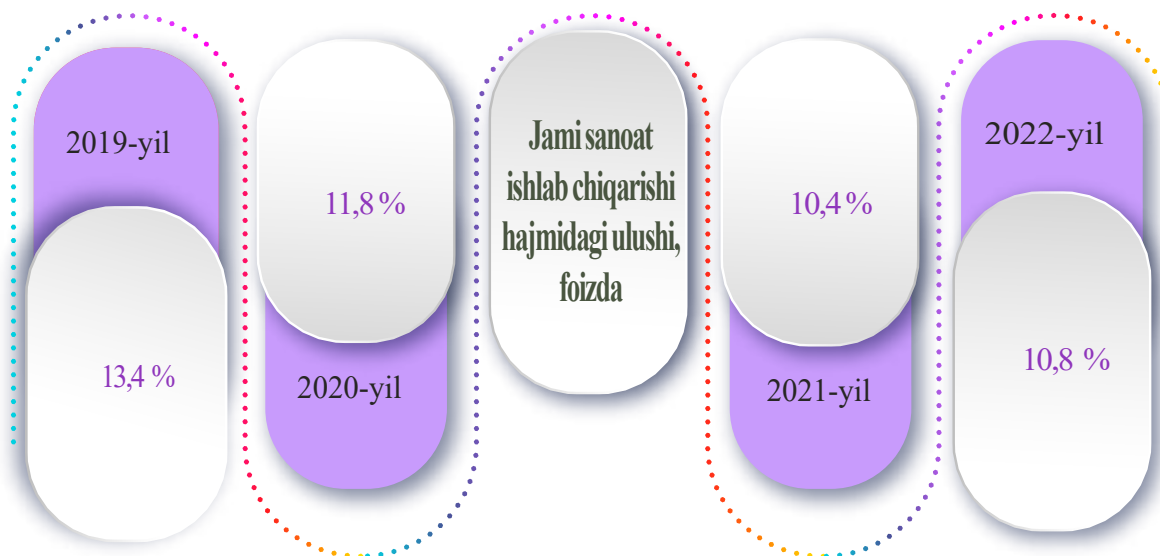 2019-yil
13,4 %
11,8 %
2020-yil
Jami sanoat
ishlab chiqarishi
hajmidagi ulushi,
foizda
10,4 %
2021-yil
2022-yil
10,8 %